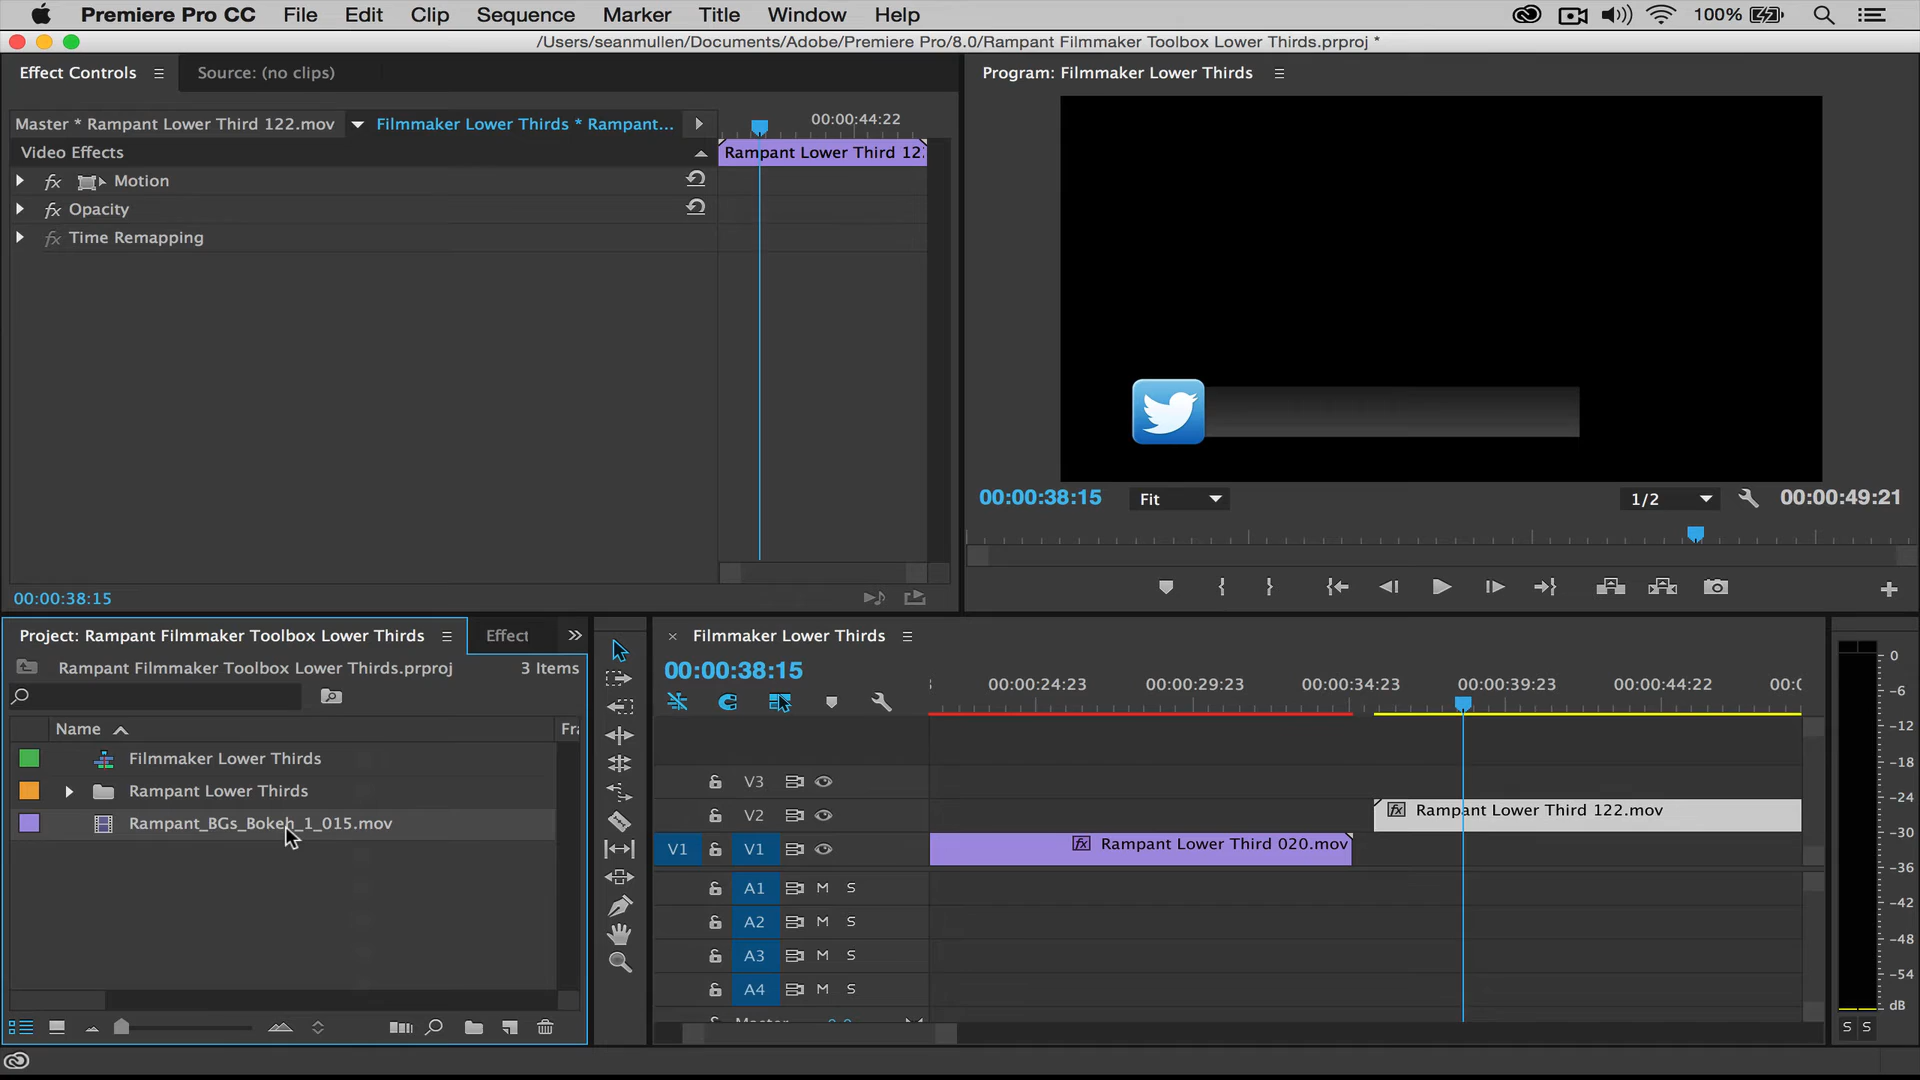 Premiere Pro CC File Edit Clip Sequence Marker Title Window Help 100%
/Users/seanmullen/Documents/Adobe/Premiere Pro/8.0/Rampant Filmmaker Toolbox Lower Thirds.prproj *
Effect Controls Source: (no clips)
Program: Filmmaker Lower Thirds
Master * Rampant Lower Third 122.mov Filmmaker Lower Thirds * Rampant... 00:00:44:22
Video Effects Rampant Lower Third 12
fx Motion
fx Opacity
fx Time Remapping
00:00:38:15 Fit 1/2 00:00:49:21
00:00:38:15
Project: Rampant Filmmaker Toolbox Lower Thirds Effect
Rampant Filmmaker Toolbox Lower Thirds.prproj 3 Items
Name Fra
Filmmaker Lower Thirds
Rampant Lower Thirds
Rampant_BGs_Bokeh_1_015.mov
× Filmmaker Lower Thirds
00:00:38:15
00:00:24:23 00:00:29:23 00:00:34:23 00:00:39:23 00:00:44:22 00:0
V3
V2 fx Rampant Lower Third 122.mov
V1 V1 fx Rampant Lower Third 020.mov
A1 M S
A2 M S
A3 M S
A4 M S
0
-6
-12
-18
-24
-30
-36
-42
-48
-54
dB
S S